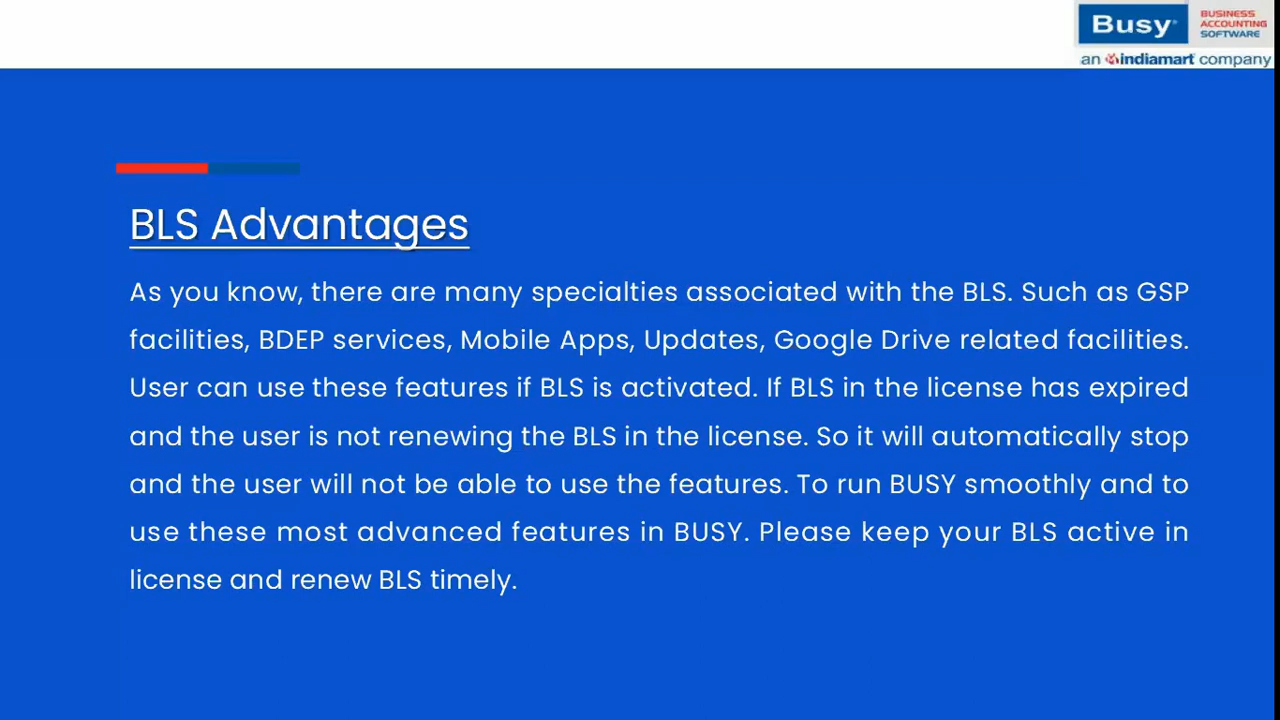 Busy
BUSINESS
ACCOUNTING
SOFTWARE
an indiamart company
BLS Advantages
As you know, there are many specialties associated with the BLS. Such as GSP
facilities, BDEP services, Mobile Apps, Updates, Google Drive related facilities.
User can use these features if BLS is activated. If BLS in the license has expired
and the user is not renewing the BLS in the license. So it will automatically stop
and the user will not be able to use the features. To run BUSY smoothly and to
use these most advanced features in BUSY. Please keep your BLS active in
license and renew BLS timely.